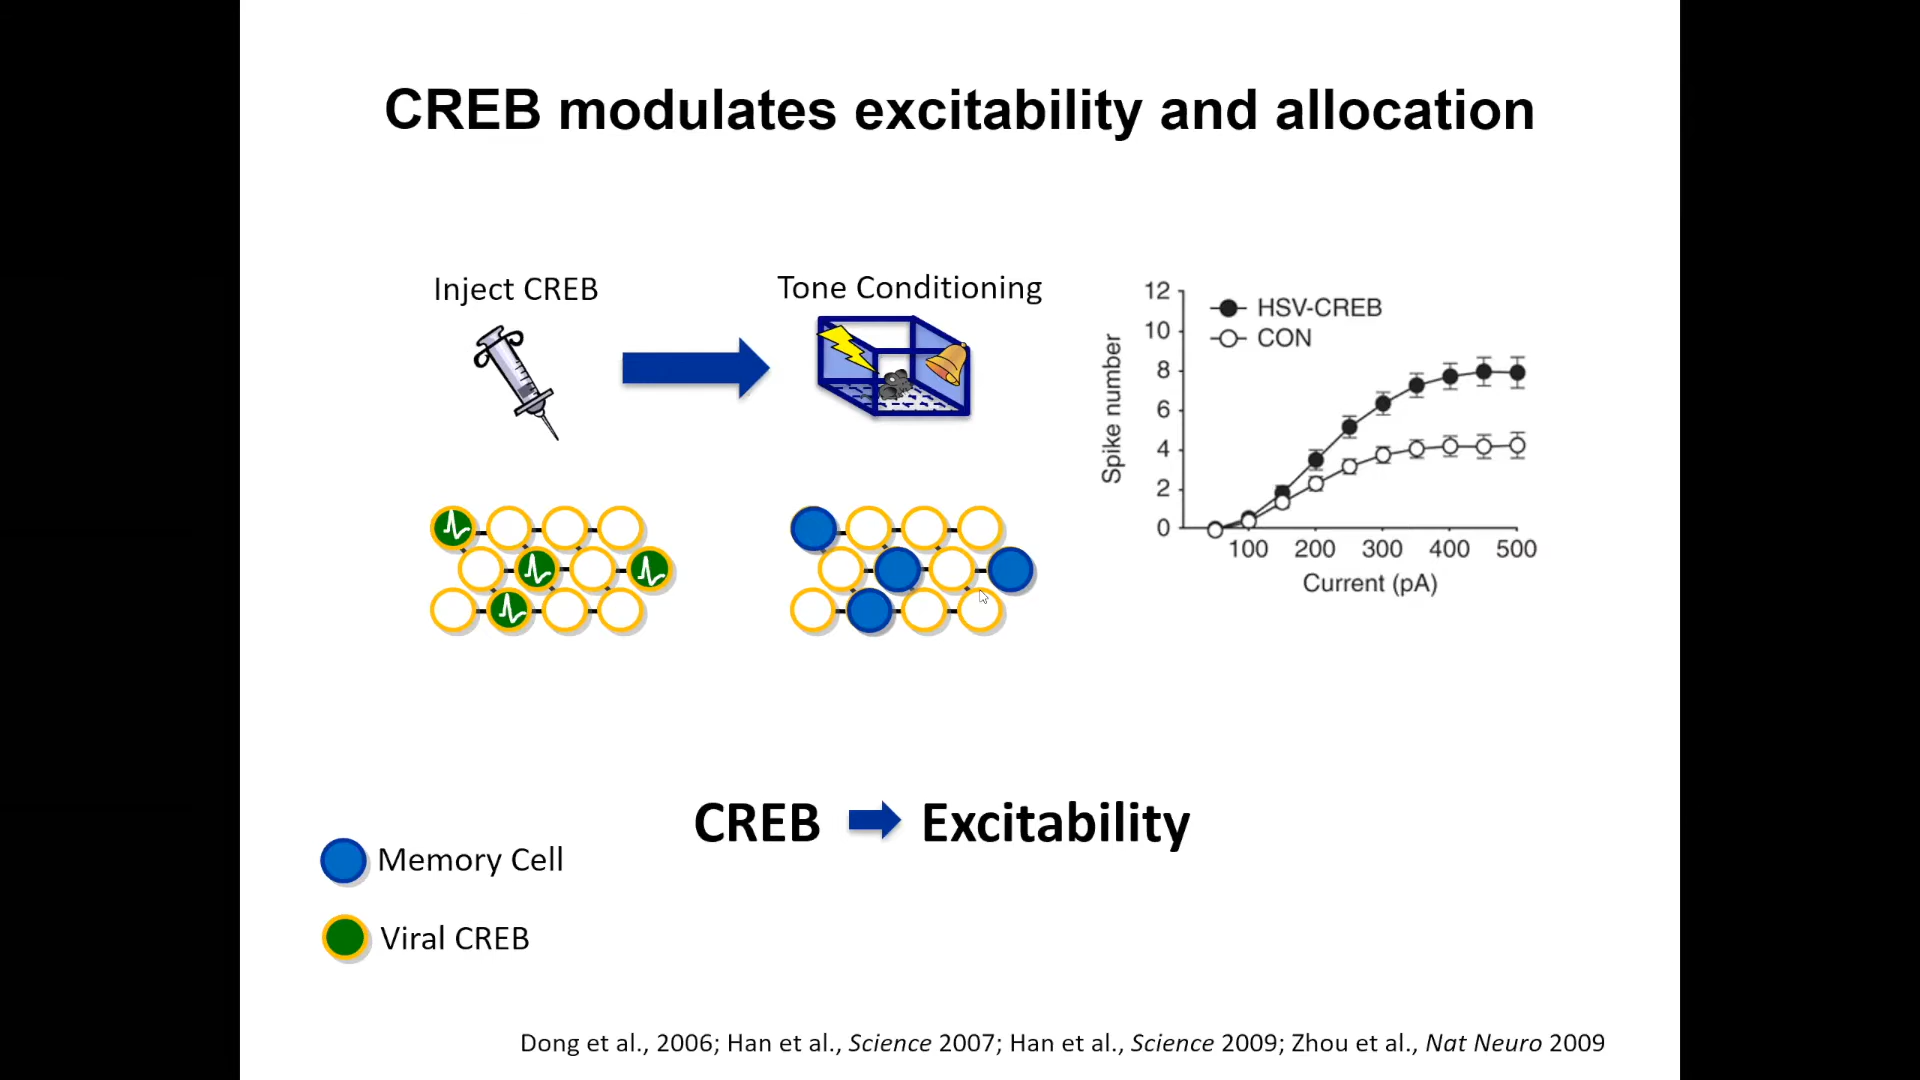 CREB modulates excitability and allocation
Inject CREB
Tone Conditioning
12
10
8
6
4
2
0
Spike number
HSV-CREB
CON
100 200 300 400 500
Current (pA)
CREB Excitability
Memory Cell
Viral CREB
Dong et al., 2006; Han et al., Science 2007; Han et al., Science 2009; Zhou et al., Nat Neuro 2009